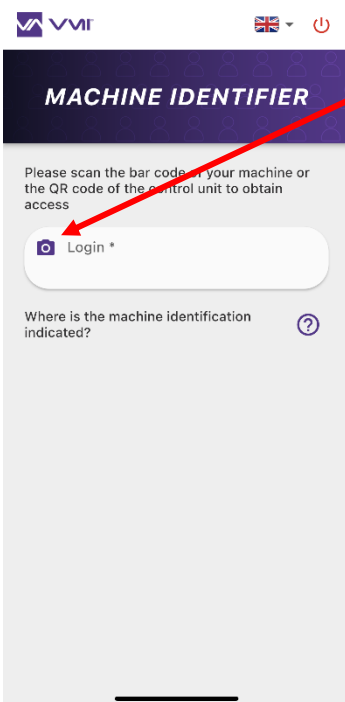 VMI
MACHINE IDENTIFIER
Please scan the bar code of your machine or
the QR code of the control unit to obtain
access
Login *
Where is the machine identification
indicated?